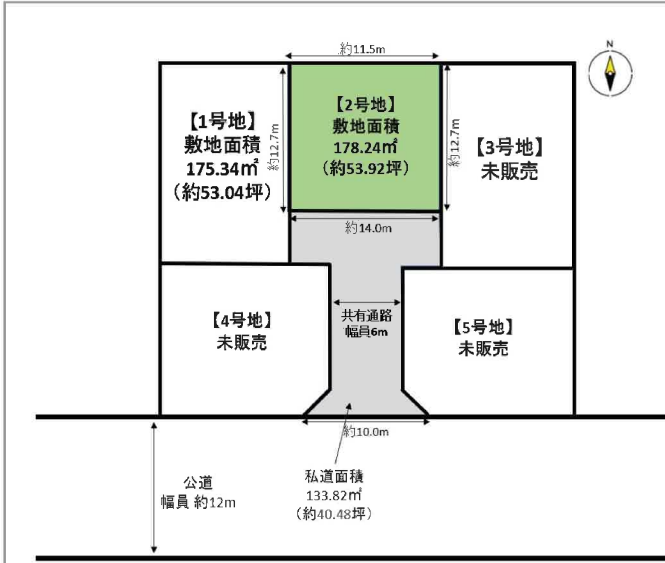 約11.5m
N
【1号地】
敷地面積
175.34㎡
（約53.04坪）
約12.7m
【2号地】
敷地面積
178.24㎡
（約53.92坪）
約12.7m
【3号地】
未販売
約14.0m
【4号地】
未販売
共有通路
幅員6m
【5号地】
未販売
約10.0m
公道
幅員 約12m
私道面積
133.82㎡
（約40.48坪）